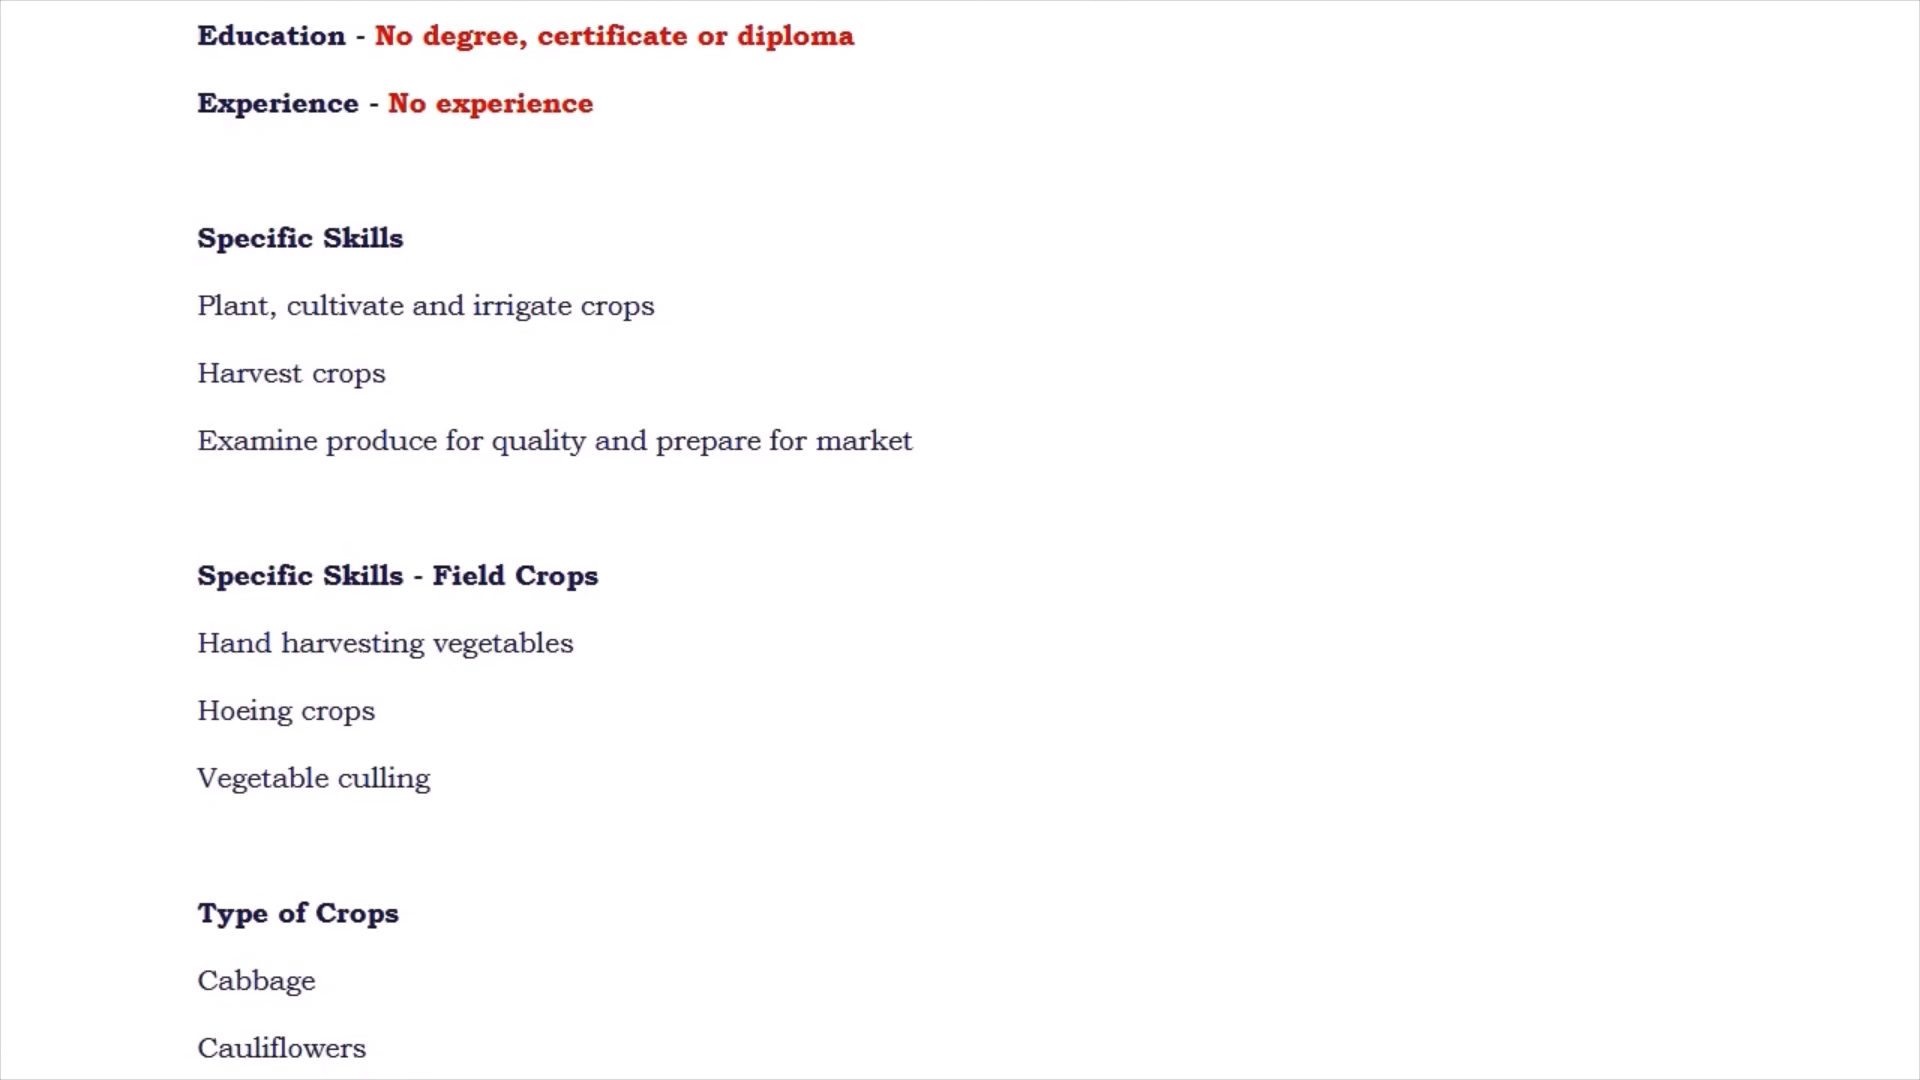 Education - No degree, certificate or diploma
Experience - No experience
Specific Skills
Plant, cultivate and irrigate crops
Harvest crops
Examine produce for quality and prepare for market
Specific Skills - Field Crops
Hand harvesting vegetables
Hoeing crops
Vegetable culling
Type of Crops
Cabbage
Cauliflowers